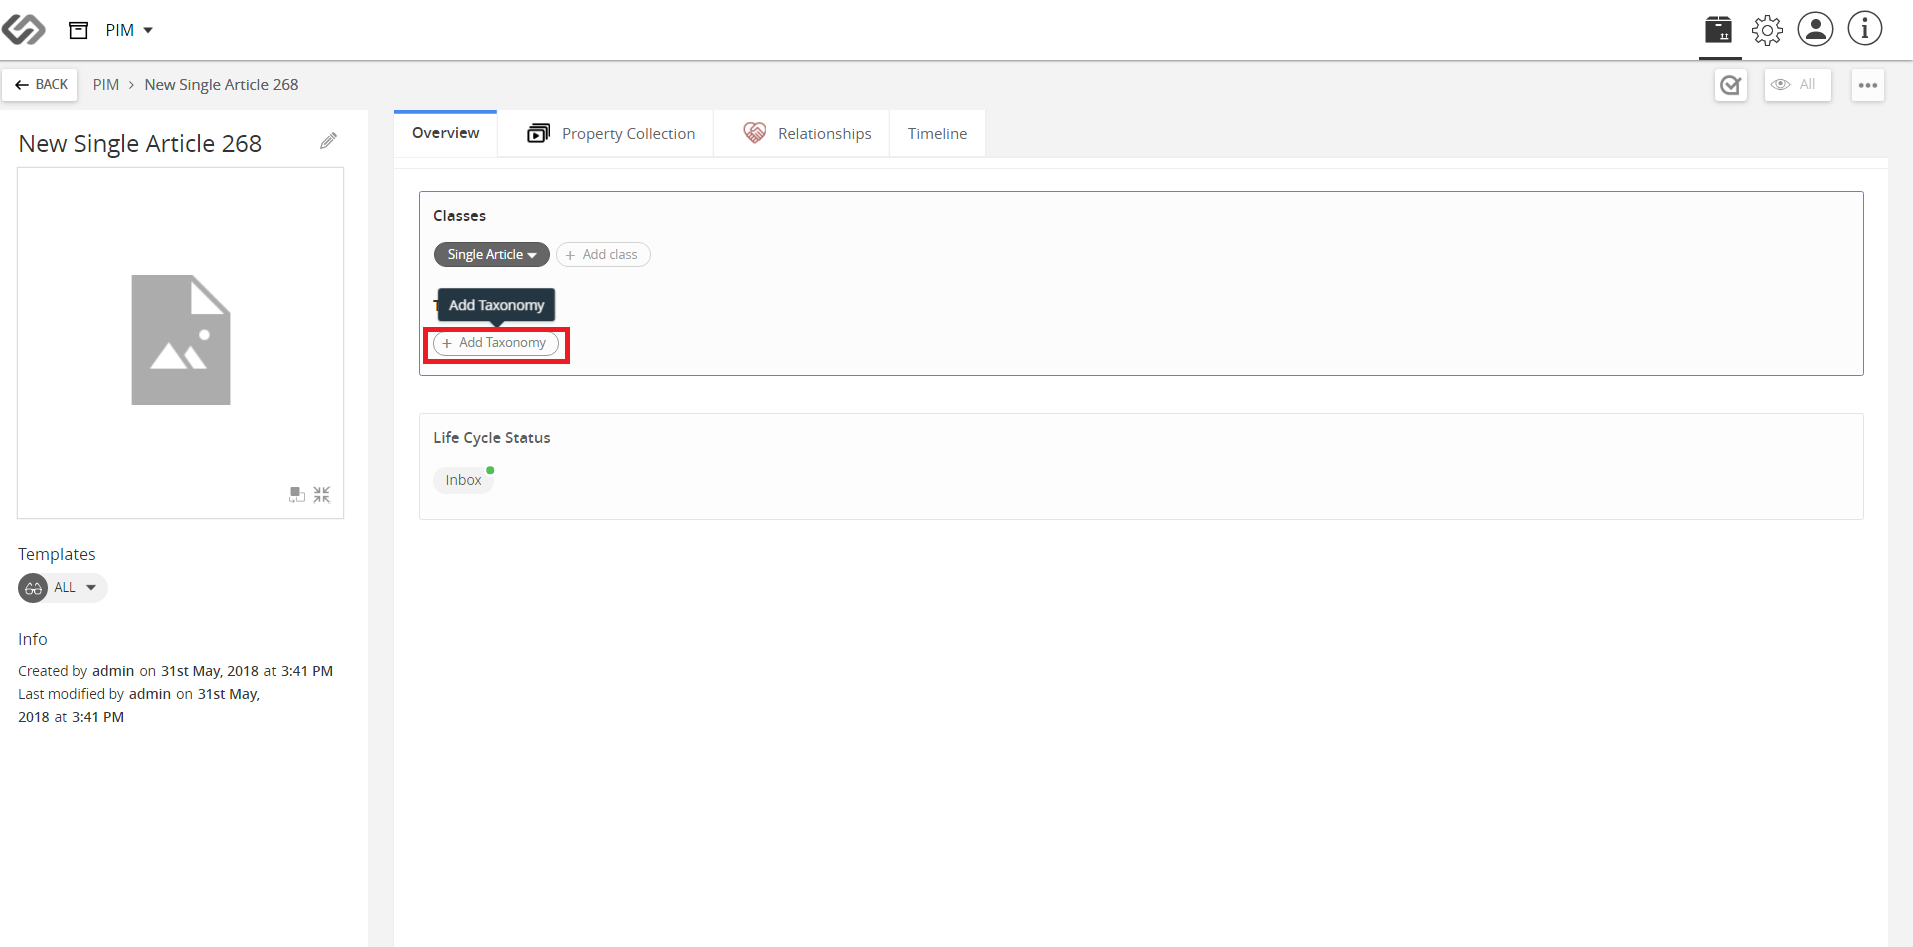 PIM
BACK
PIM > New Single Article 268
All
New Single Article 268
Overview
Property Collection
Relationships
Timeline
Classes
Single Article
+ Add class
Add Taxonomy
+ Add Taxonomy
Life Cycle Status
Inbox
Templates
ALL
Info
Created by admin on 31st May, 2018 at 3:41 PM
Last modified by admin on 31st May,
2018 at 3:41 PM